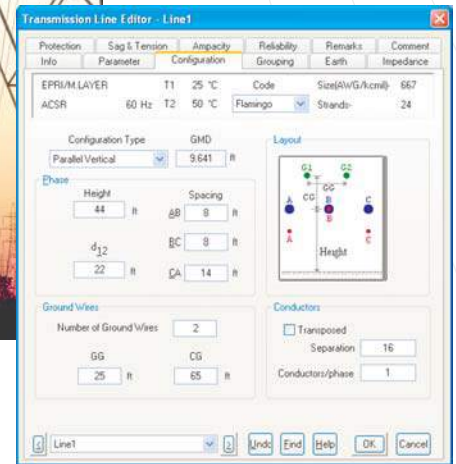 Transmission Line Editor - Line1
Protection Sag & Tension Ampacity Reliability Remarks Comment
Info Parameter Configuration Grouping Earth Impedance
EPRI/M.LAYER T1 25 °C Code Size(AWG/kcmil)- 667
ACSR 60 Hz T2 50 °C Flamingo Strands- 24
Configuration Type GMD
Parallel Vertical 9.641 ft
Phase
Height Spacing
44 ft AB 8 ft
d12 BC 8 ft
22 ft CA 14 ft
Layout
G1 G2
GG
CG
A B C
A B C
Height
Ground Wires
Number of Ground Wires 2
GG CG
25 ft 65 ft
Conductors
Transposed
Separation 16
Conductors/phase 1
< Line1 > Undo Find Help OK Cancel